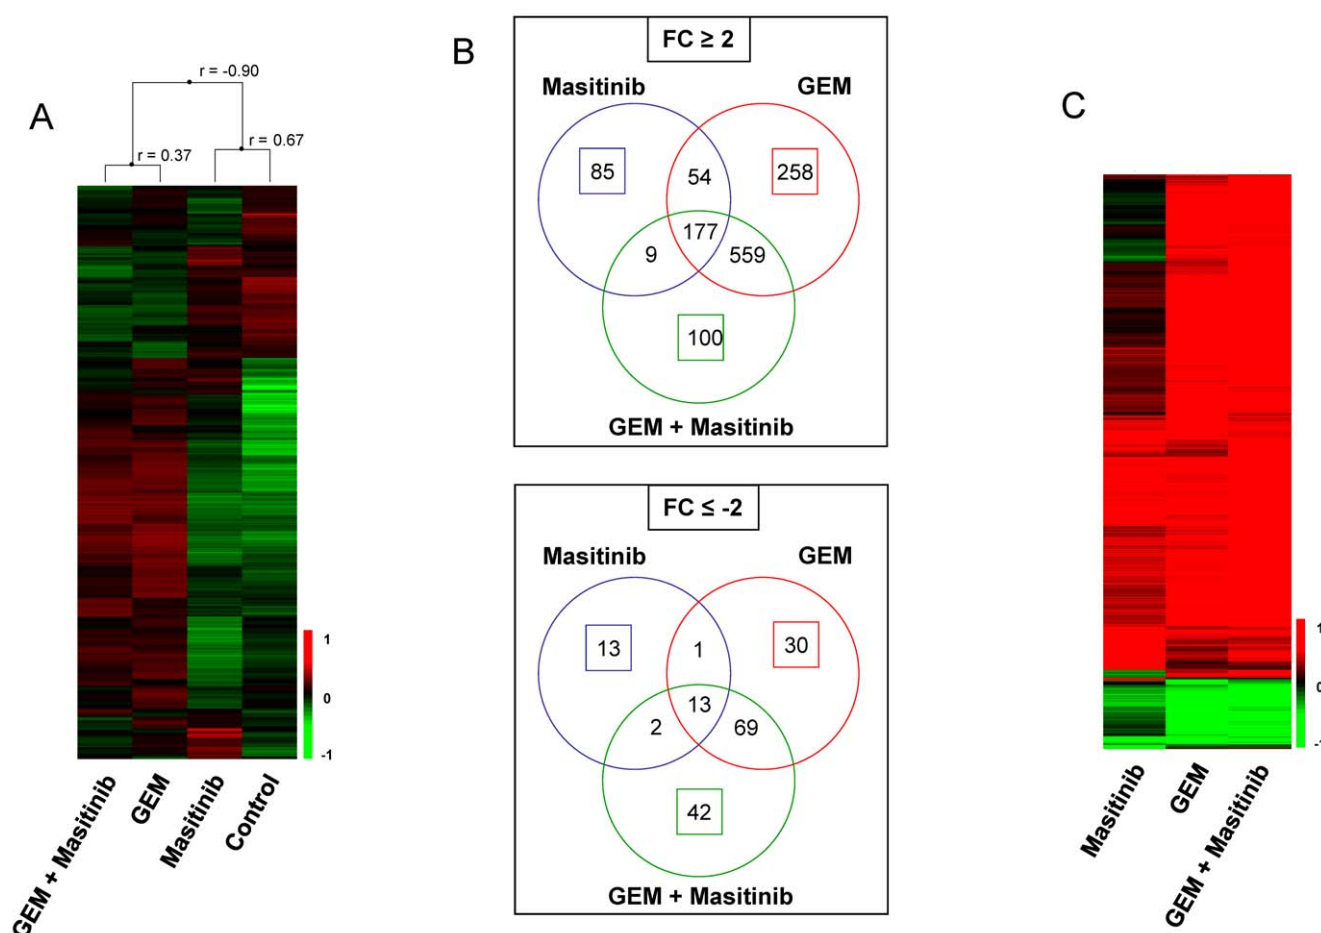 A
r = -0.90
r = 0.37
r = 0.67
1
0
-1
GEM + Masitinib
GEM
Masitinib
Control
B
FC ≥ 2
Masitinib
GEM
85
54
258
177
9
559
100
GEM + Masitinib
FC ≤ -2
Masitinib
GEM
13
1
30
13
2
69
42
GEM + Masitinib
C
1
0
-1
Masitinib
GEM
GEM + Masitinib